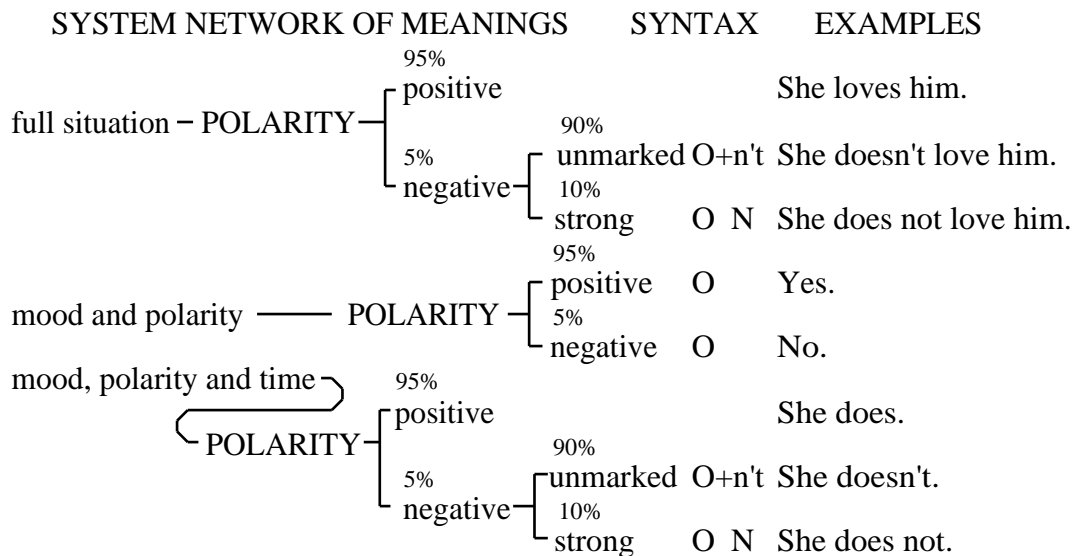 SYSTEM NETWORK OF MEANINGS SYNTAX EXAMPLES
95%
positive She loves him.
full situation POLARITY
90%
unmarked O+n't She doesn't love him.
5%
negative
10%
strong O N She does not love him.
95%
positive O Yes.
mood and polarity POLARITY
5%
negative O No.
mood, polarity and time
95%
positive She does.
POLARITY
90%
unmarked O+n't She doesn't.
5%
negative
10%
strong O N She does not.